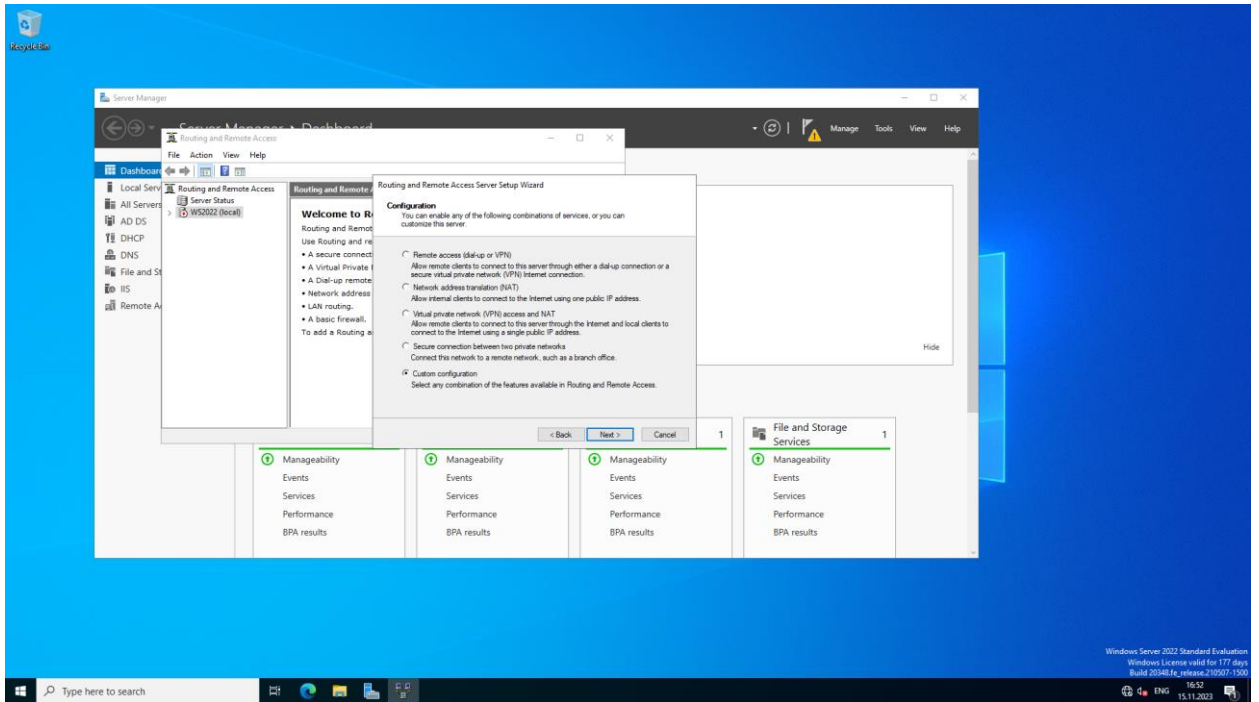 Recycle Bin
Server Manager
Server Manager Dashboard
Manage Tools View Help
Routing and Remote Access
File Action View Help
Dashboar
Local Serv
All Servers
AD DS
DHCP
DNS
File and St
IIS
Remote A
Routing and Remote Access
Server Status
WS2022 (local)
Routing and Remote A
Welcome to R
Routing and Remot
Use Routing and re
• A secure connect
• A Virtual Private
• A Dial-up remote
• Network address
• LAN routing.
• A basic firewall.
To add a Routing a
Routing and Remote Access Server Setup Wizard
Configuration
You can enable any of the following combinations of services, or you can
customize this server.
Remote access (dial-up or VPN)
Allow remote clients to connect to this server through either a dial-up connection or a
secure virtual private network (VPN) Internet connection.
Network address translation (NAT)
Allow internal clients to connect to the Internet using one public IP address.
Virtual private network (VPN) access and NAT
Allow remote clients to connect to this server through the Internet and local clients to
connect to the Internet using a single public IP address.
Secure connection between two private networks
Connect this network to a remote network, such as a branch office.
Custom configuration
Select any combination of the features available in Routing and Remote Access.
< Back Next > Cancel
Hide
1
File and Storage
Services
1
Manageability
Events
Services
Performance
BPA results
Manageability
Events
Services
Performance
BPA results
Manageability
Events
Services
Performance
BPA results
Manageability
Events
Services
Performance
BPA results
Windows Server 2022 Standard Evaluation
Windows License valid for 177 days
Build 20348.fe_release.210507-1500
Type here to search
ENG
16:52
15.11.2023